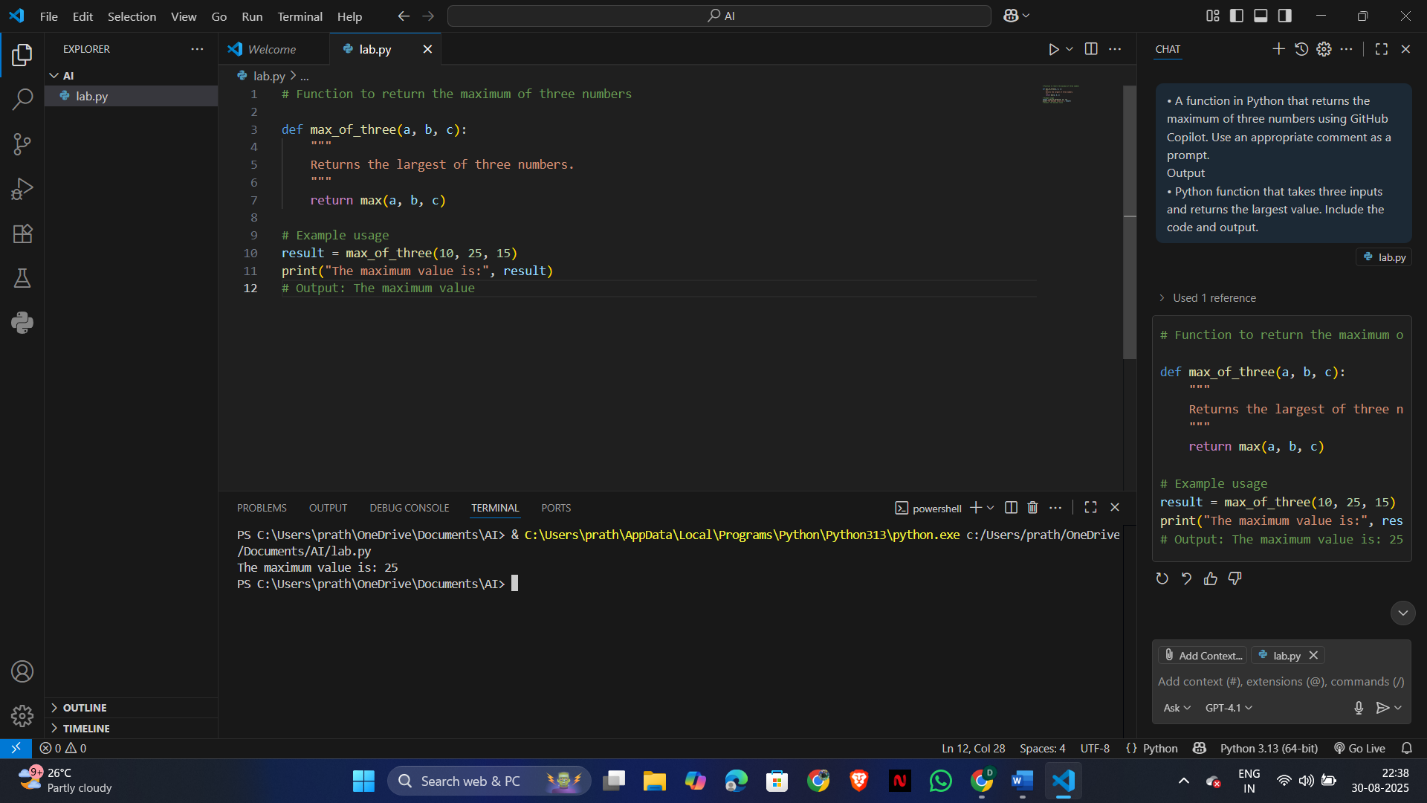 File Edit Selection View Go Run Terminal Help
AI
EXPLORER
AI
lab.py
OUTLINE
TIMELINE
Welcome
lab.py
lab.py > ...
1 # Function to return the maximum of three numbers
2
3 def max_of_three(a, b, c):
4 """
5 Returns the largest of three numbers.
6 """
7 return max(a, b, c)
8
9 # Example usage
10 result = max_of_three(10, 25, 15)
11 print("The maximum value is:", result)
12 # Output: The maximum value
PROBLEMS OUTPUT DEBUG CONSOLE TERMINAL PORTS
powershell
PS C:\Users\prath\OneDrive\Documents\AI> & C:\Users\prath\AppData\Local\Programs\Python\Python313\python.exe c:/Users/prath/OneDrive
/Documents/AI/lab.py
The maximum value is: 25
PS C:\Users\prath\OneDrive\Documents\AI>
CHAT
• A function in Python that returns the
maximum of three numbers using GitHub
Copilot. Use an appropriate comment as a
prompt.
Output
• Python function that takes three inputs
and returns the largest value. Include the
code and output.
lab.py
Used 1 reference
# Function to return the maximum o
def max_of_three(a, b, c):
"""
Returns the largest of three n
"""
return max(a, b, c)
# Example usage
result = max_of_three(10, 25, 15)
print("The maximum value is:", res
# Output: The maximum value is: 25
Add Context... lab.py
Add context (#), extensions (@), commands (/)
Ask GPT-4.1
0 0
Ln 12, Col 28 Spaces: 4 UTF-8 {} Python Python 3.13 (64-bit) Go Live
9+
26°C
Partly cloudy
Search web & PC
D
ENG
IN
22:38
30-08-2025